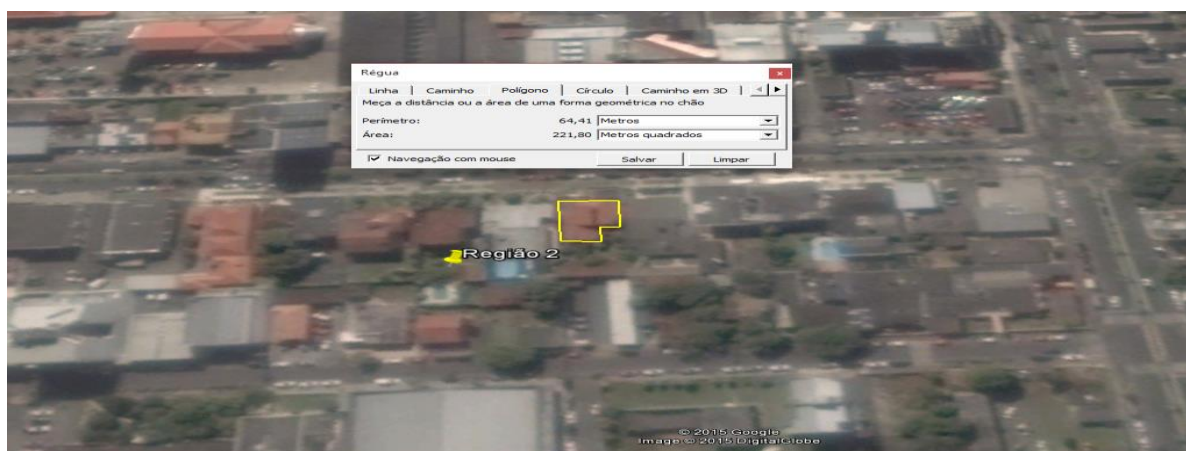 Régua
Linha Caminho Polígono Círculo Caminho em 3D
Meça a distância ou a área de uma forma geométrica no chão
Perímetro: 64,41 Metros
Área: 221,80 Metros quadrados
Navegação com mouse Salvar Limpar
Região 2
© 2015 Google
Image © 2015 DigitalGlobe